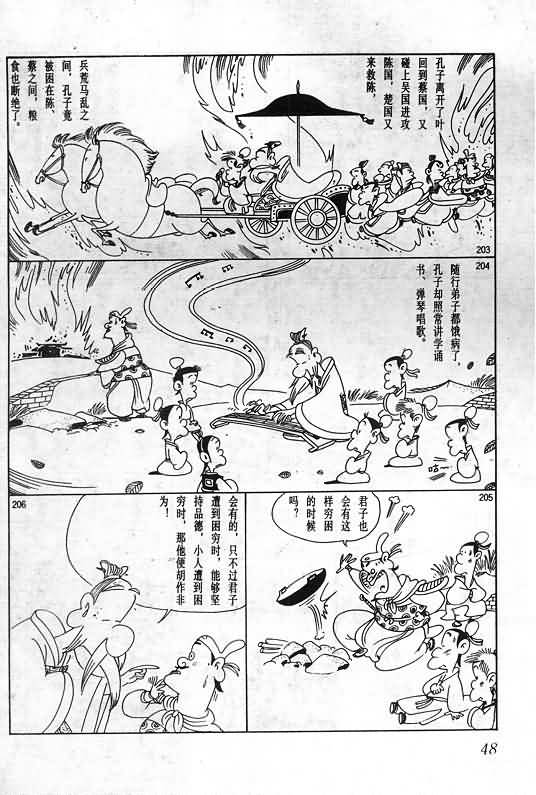 孔子离开了叶
回到蔡国，又
碰上吴国进攻
陈国，楚国又
来救陈，
兵荒马乱之
间，孔子竟
被困在陈、
蔡之间，粮
食也断绝了。
203
204
随行弟子都饿病了，
孔子却照常讲学诵
书、弹琴唱歌。
咕
205
君子也
会有这
样穷困
的时候
吗？
206
会有的，只不过君子
遭到困穷时，能够坚
持品德，小人遭到困
穷时，那他便胡作非
为！
48